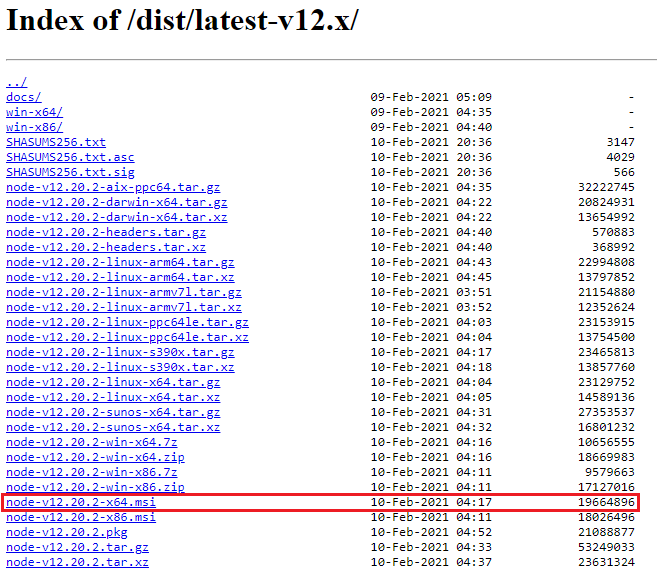 Index of /dist/latest-v12.x/
../
docs/ 09-Feb-2021 05:09 -
win-x64/ 09-Feb-2021 04:35 -
win-x86/ 09-Feb-2021 04:40 -
SHASUMS256.txt 10-Feb-2021 20:36 3147
SHASUMS256.txt.asc 10-Feb-2021 20:36 4029
SHASUMS256.txt.sig 10-Feb-2021 20:36 566
node-v12.20.2-aix-ppc64.tar.gz 10-Feb-2021 04:35 32222745
node-v12.20.2-darwin-x64.tar.gz 10-Feb-2021 04:22 20824931
node-v12.20.2-darwin-x64.tar.xz 10-Feb-2021 04:22 13654992
node-v12.20.2-headers.tar.gz 10-Feb-2021 04:40 570883
node-v12.20.2-headers.tar.xz 10-Feb-2021 04:40 368992
node-v12.20.2-linux-arm64.tar.gz 10-Feb-2021 04:43 22994808
node-v12.20.2-linux-arm64.tar.xz 10-Feb-2021 04:45 13797852
node-v12.20.2-linux-armv7l.tar.gz 10-Feb-2021 03:51 21154880
node-v12.20.2-linux-armv7l.tar.xz 10-Feb-2021 03:52 12352624
node-v12.20.2-linux-ppc64le.tar.gz 10-Feb-2021 04:03 23153915
node-v12.20.2-linux-ppc64le.tar.xz 10-Feb-2021 04:04 13754500
node-v12.20.2-linux-s390x.tar.gz 10-Feb-2021 04:17 23465813
node-v12.20.2-linux-s390x.tar.xz 10-Feb-2021 04:18 13857760
node-v12.20.2-linux-x64.tar.gz 10-Feb-2021 04:04 23129752
node-v12.20.2-linux-x64.tar.xz 10-Feb-2021 04:05 14589136
node-v12.20.2-sunos-x64.tar.gz 10-Feb-2021 04:31 27353537
node-v12.20.2-sunos-x64.tar.xz 10-Feb-2021 04:32 16801232
node-v12.20.2-win-x64.7z 10-Feb-2021 04:16 10656555
node-v12.20.2-win-x64.zip 10-Feb-2021 04:16 18669983
node-v12.20.2-win-x86.7z 10-Feb-2021 04:11 9579663
node-v12.20.2-win-x86.zip 10-Feb-2021 04:11 17127016
node-v12.20.2-x64.msi 10-Feb-2021 04:17 19664896
node-v12.20.2-x86.msi 10-Feb-2021 04:11 18026496
node-v12.20.2.pkg 10-Feb-2021 04:52 21088877
node-v12.20.2.tar.gz 10-Feb-2021 04:33 53249033
node-v12.20.2.tar.xz 10-Feb-2021 04:37 23631324